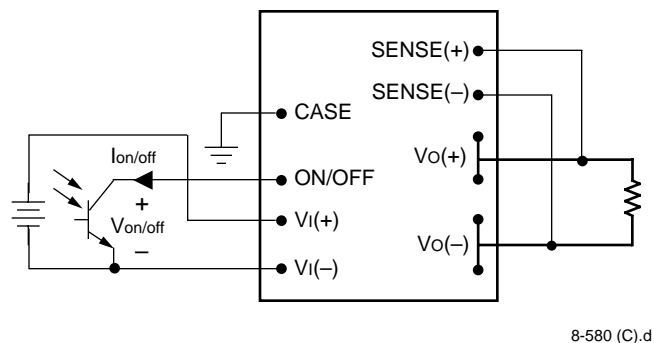 SENSE(+)
SENSE(–)
CASE
Ion/off
VO(+)
ON/OFF
+
Von/off
VI(+)
–
VO(–)
VI(–)
8-580 (C).d